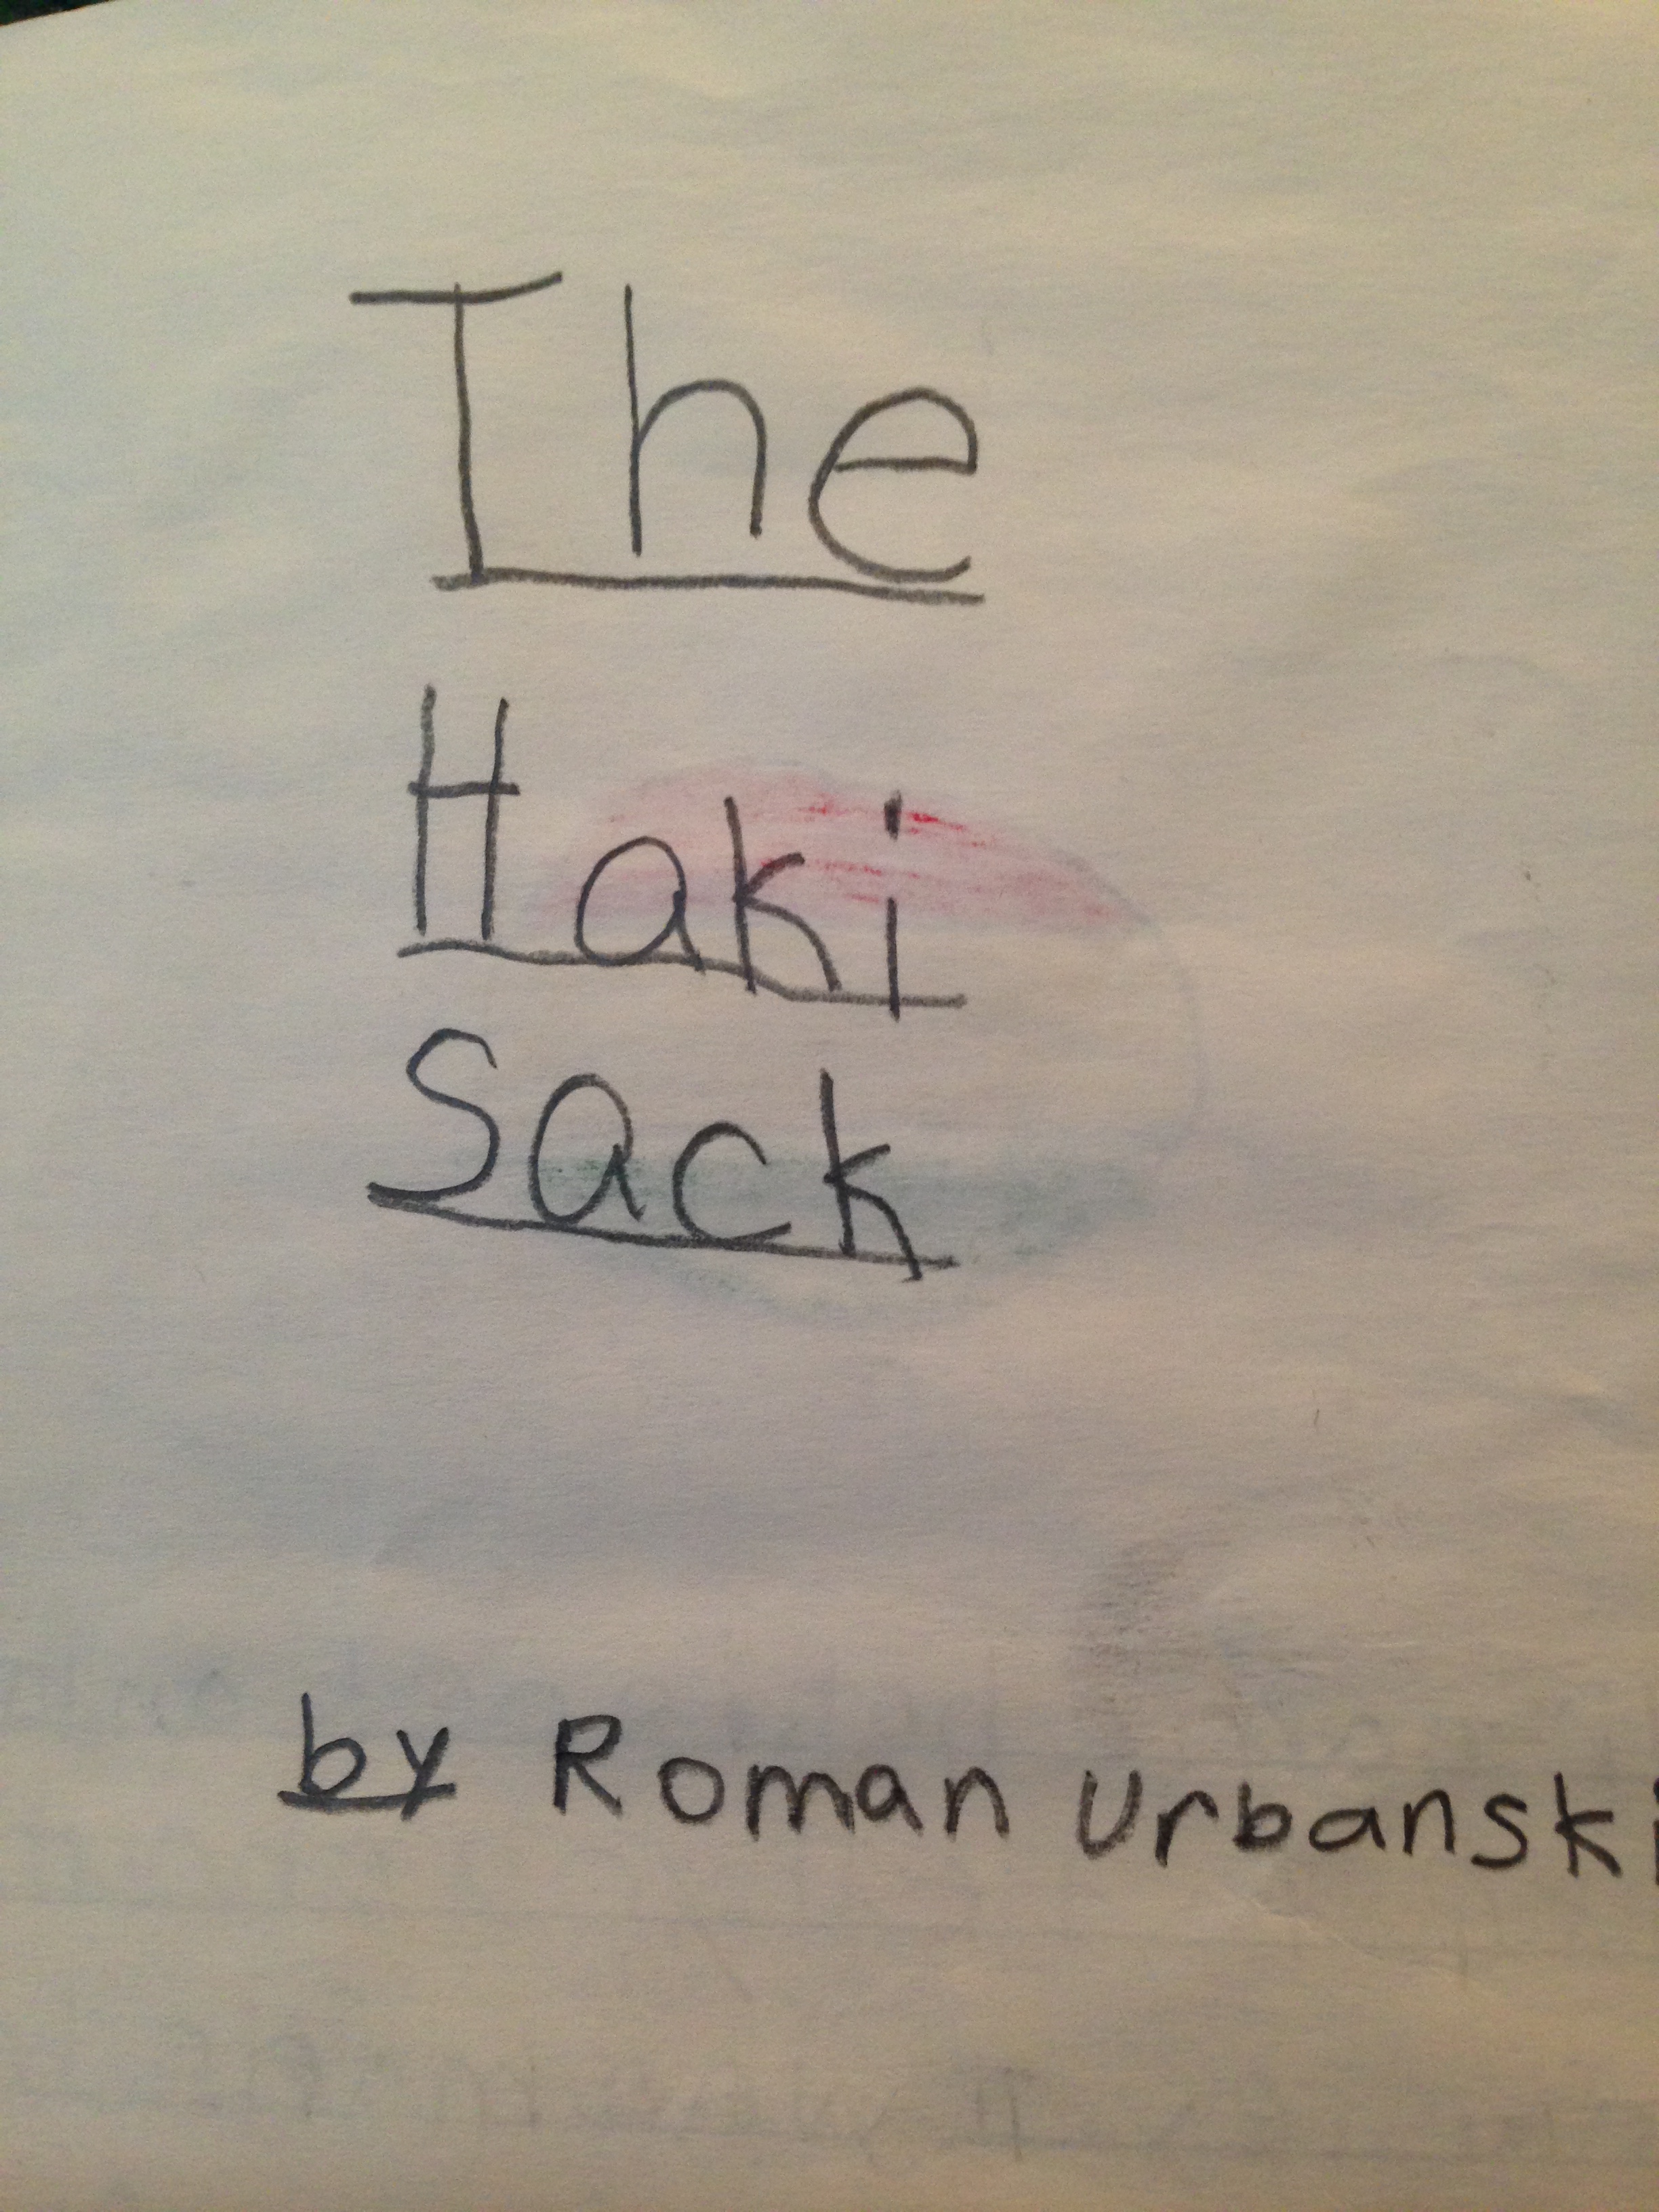 The
Haki
Sack
by Roman Urbanski